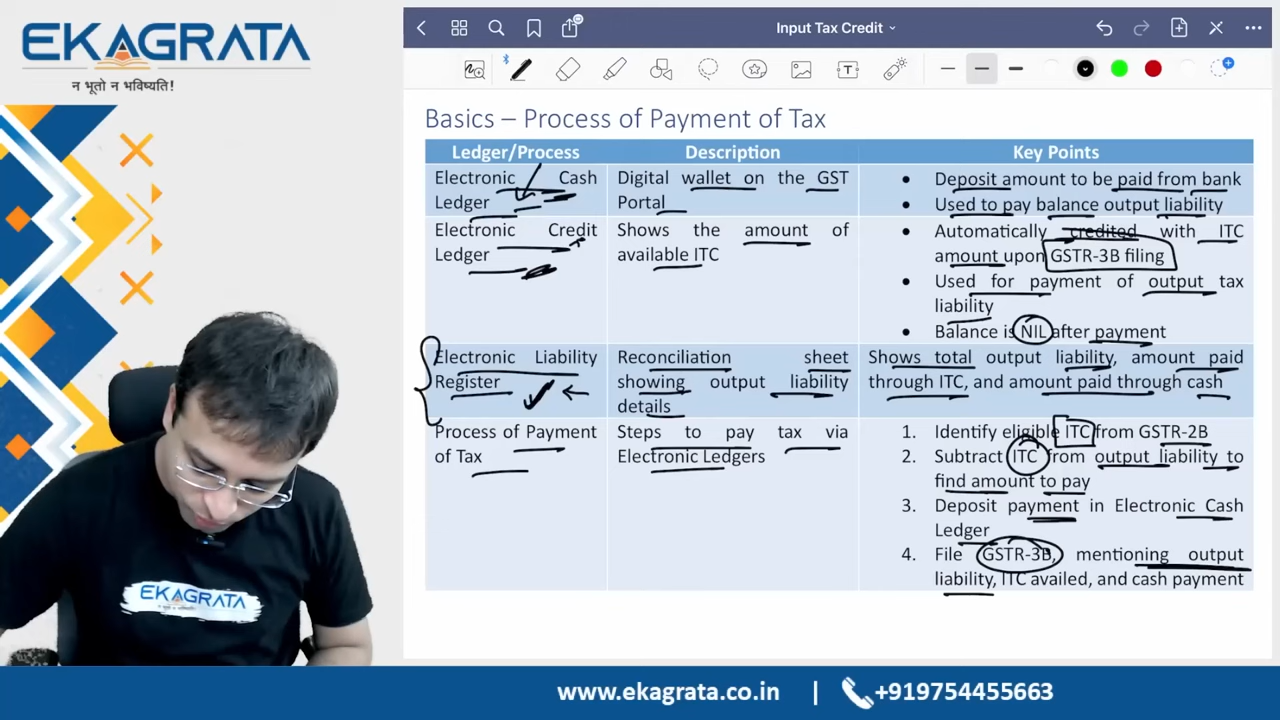 EKAGRATA
न भूतो न भविष्यति!
Input Tax Credit
Basics – Process of Payment of Tax
Ledger/Process
Description
Key Points
Electronic Cash
Ledger
Digital wallet on the GST
Portal
• Deposit amount to be paid from bank
• Used to pay balance output liability
Electronic Credit
Ledger
Shows the amount of
available ITC
• Automatically credited with ITC
amount upon GSTR-3B filing
• Used for payment of output tax
liability
• Balance is NIL after payment
Electronic Liability
Register
Reconciliation sheet
showing output liability
details
Shows total output liability, amount paid
through ITC, and amount paid through cash
Process of Payment
of Tax
Steps to pay tax via
Electronic Ledgers
1. Identify eligible ITC from GSTR-2B
2. Subtract ITC from output liability to
find amount to pay
3. Deposit payment in Electronic Cash
Ledger
4. File GSTR-3B, mentioning output
liability, ITC availed, and cash payment
EKAGRATA
www.ekagrata.co.in | +919754455663